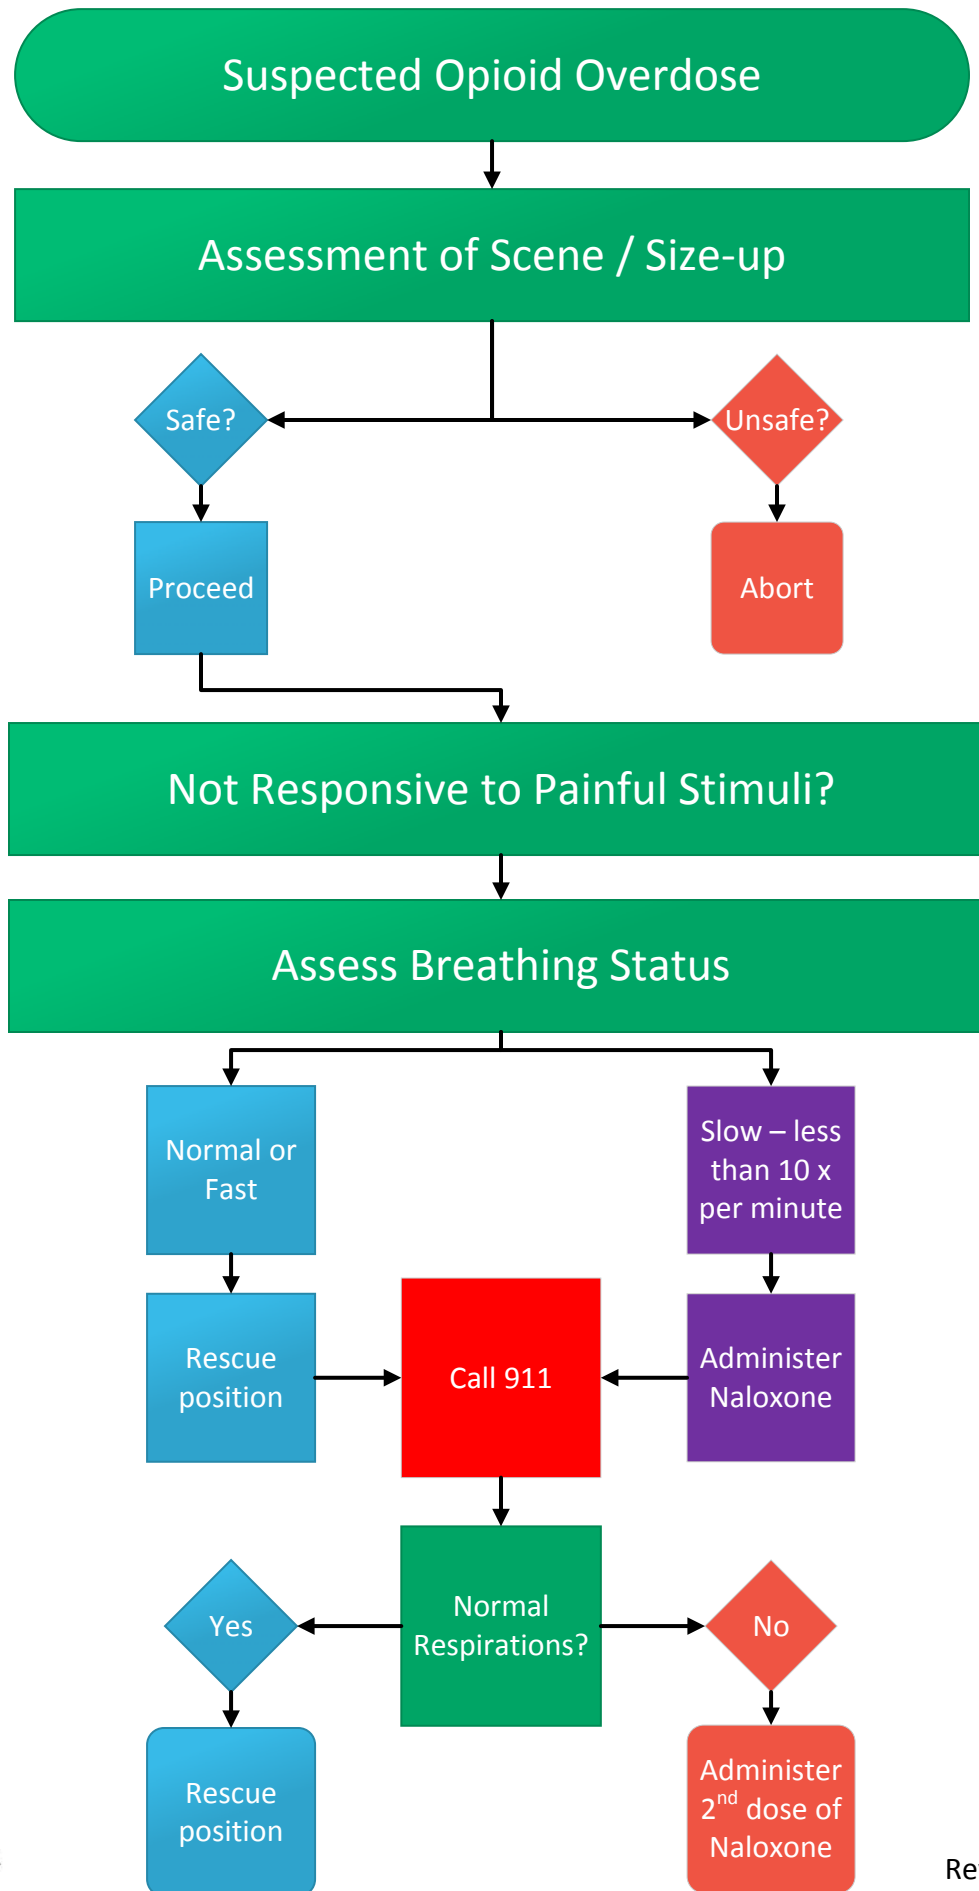 Suspected Opioid Overdose
Assessment of Scene / Size-up
Safe?
Unsafe?
Proceed
Abort
Not Responsive to Painful Stimuli?
Assess Breathing Status
Normal or
Fast
Slow – less
than 10 x
per minute
Rescue
position
Call 911
Administer
Naloxone
Yes
Normal
Respirations?
No
Rescue
position
Administer
2nd dose of
Naloxone